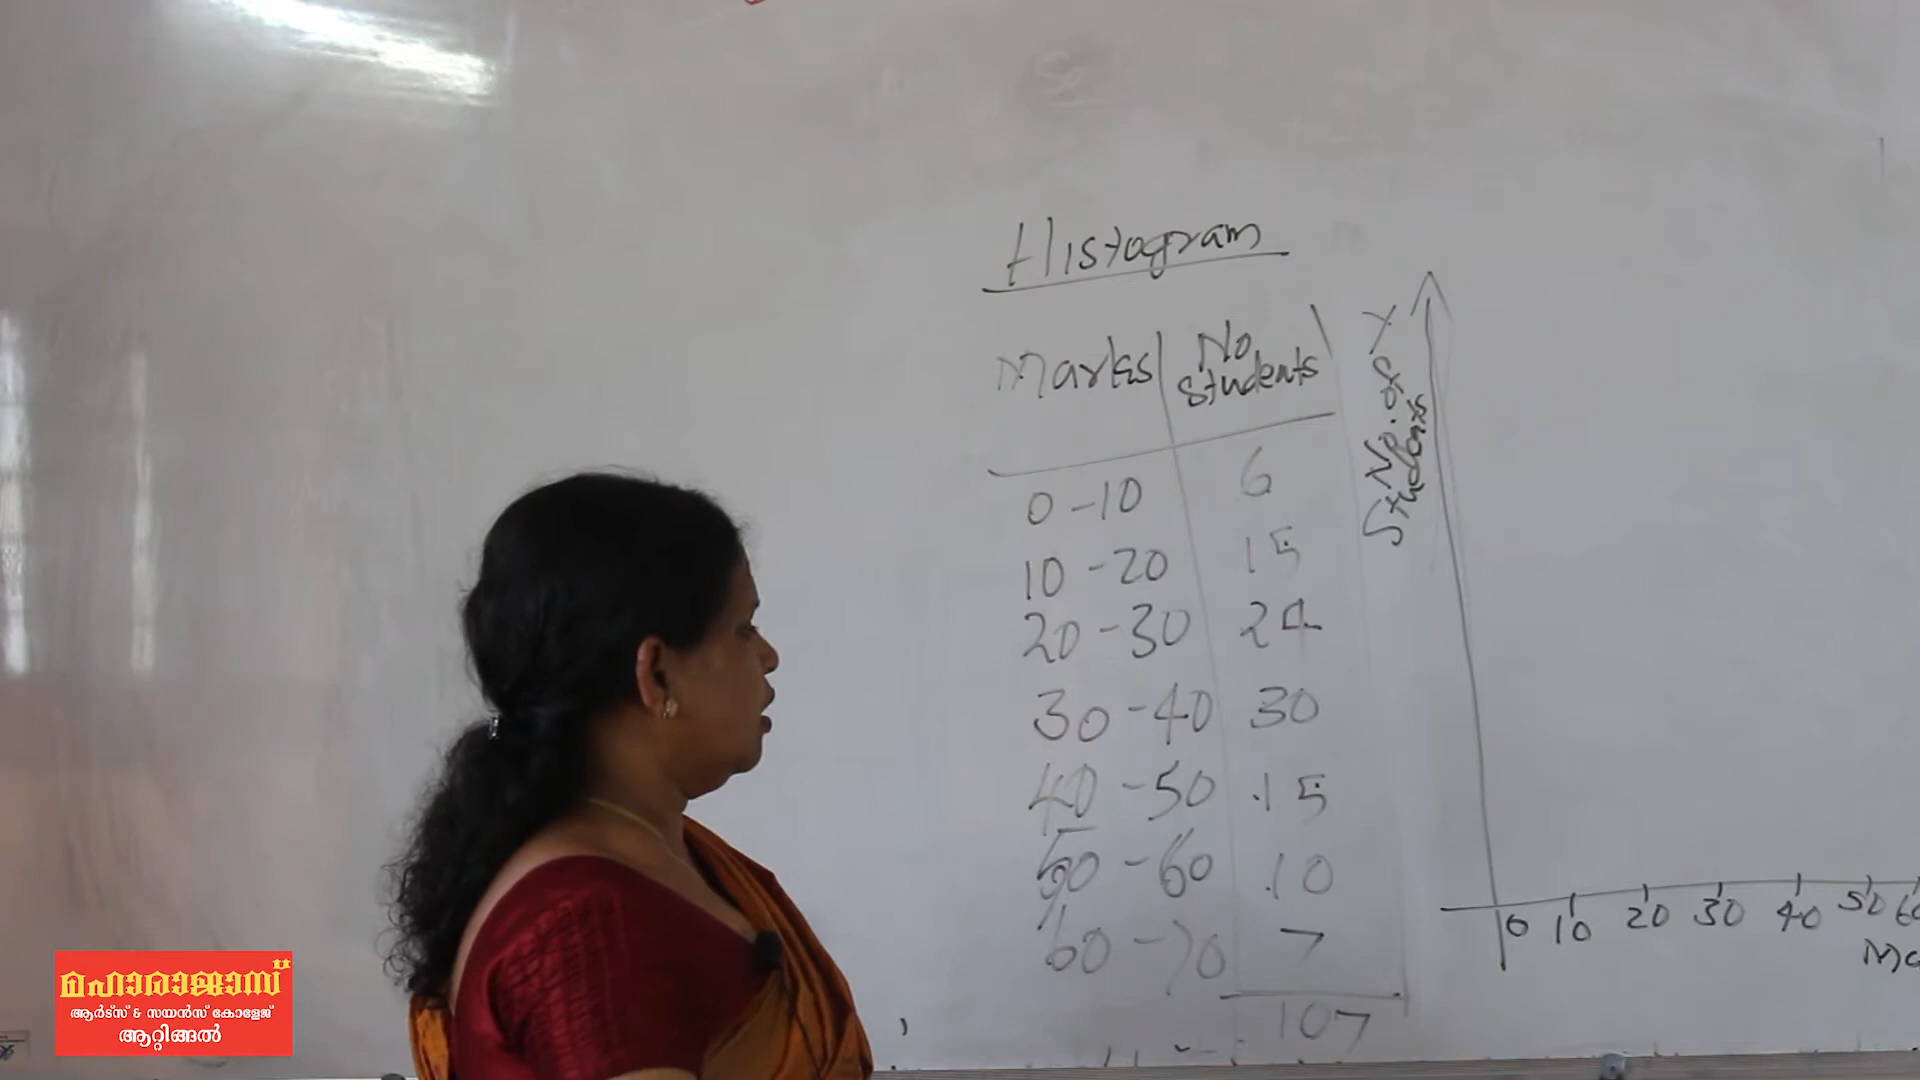 Histogram
Marks No Students
0-10 6
10-20 15
20-30 24
30-40 30
40-50 15
50-60 10
60-70 7
107
Y
No. of
Students
0 10 20 30 40 50 60
മഹാരാജാസ്
ആർട്സ് & സയൻസ് കോളേജ്
ആറ്റിങ്ങൽ